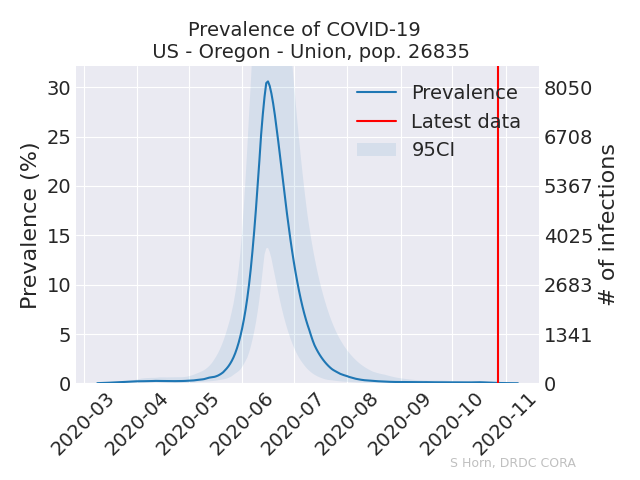 Prevalence of COVID-19
US - Oregon - Union, pop. 26835
Prevalence (%)
30
25
20
15
10
5
0
Prevalence
Latest data
95CI
8050
6708
5367
4025
2683
1341
0
# of infections
2020-03
2020-04
2020-05
2020-06
2020-07
2020-08
2020-09
2020-10
2020-11
S Horn, DRDC CORA